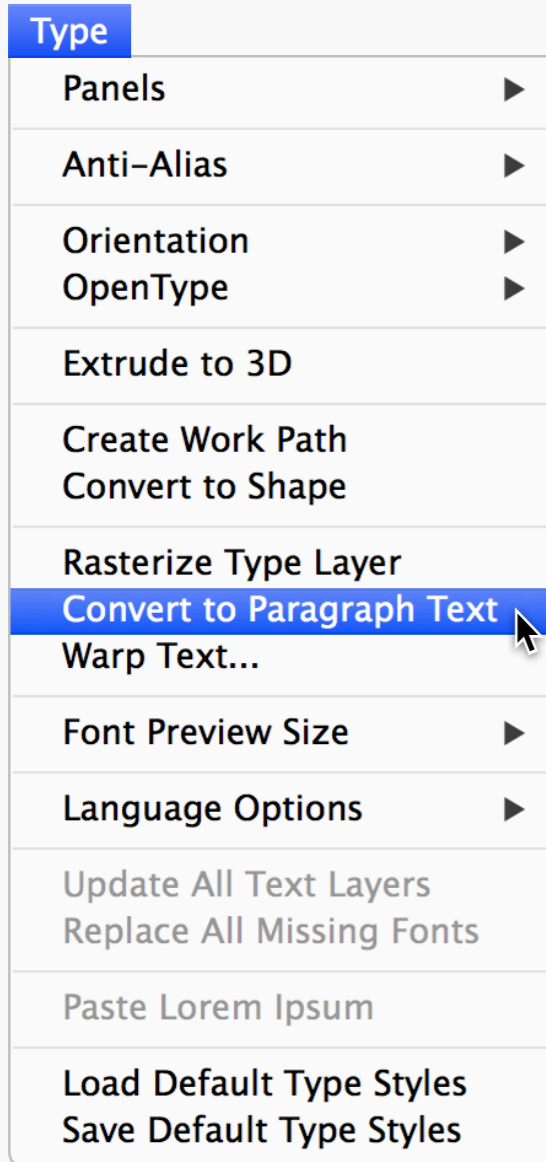 Type
Panels
Anti-Alias
Orientation
OpenType
Extrude to 3D
Create Work Path
Convert to Shape
Rasterize Type Layer
Convert to Paragraph Text
Warp Text...
Font Preview Size
Language Options
Update All Text Layers
Replace All Missing Fonts
Paste Lorem Ipsum
Load Default Type Styles
Save Default Type Styles